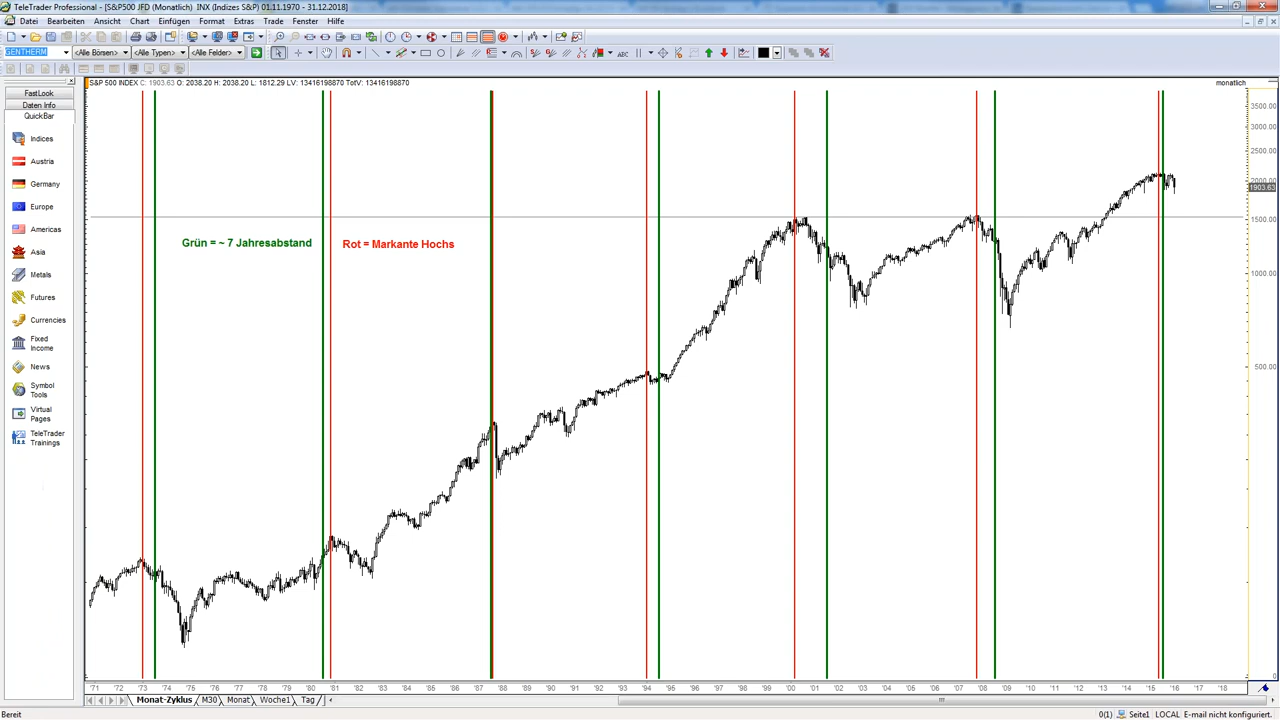 TeleTrader Professional - [S&P500 JFD (Monatlich) INX (Indizes S&P) 01.11.1970 - 31.12.2018]
Datei Bearbeiten Ansicht Chart Einfügen Format Extras Trade Fenster Hilfe
GENTHERM <Alle Börsen> <Alle Typen> <Alle Felder>
ABC
FastLook
Daten Info
QuickBar
Indices
Austria
Germany
Europe
Americas
Asia
Metals
Futures
Currencies
Fixed
Income
News
Symbol
Tools
Virtual
Pages
TeleTrader
Trainings
S&P 500 INDEX C: 1903.63 O: 2038.20 H: 2038.20 L: 1812.29 LV: 13416198870 TotV: 13416198870
monatlich
Grün = ~ 7 Jahresabstand
Rot = Markante Hochs
3500.00
3000.00
2500.00
2000.00
1903.63
1500.00
1000.00
500.00
'71 '72 '73 '74 '75 '76 '77 '78 '79 '80 '81 '82 '83 '84 '85 '86 '87 '88 '89 '90 '91 '92 '93 '94 '95 '96 '97 '98 '99 '00 '01 '02 '03 '04 '05 '06 '07 '08 '09 '10 '11 '12 '13 '14 '15 '16 '18
Monat-Zyklus M30 Monat Woche1 Tag
Bereit
0(1) Seite1 LOCAL E-mail nicht konfiguriert.